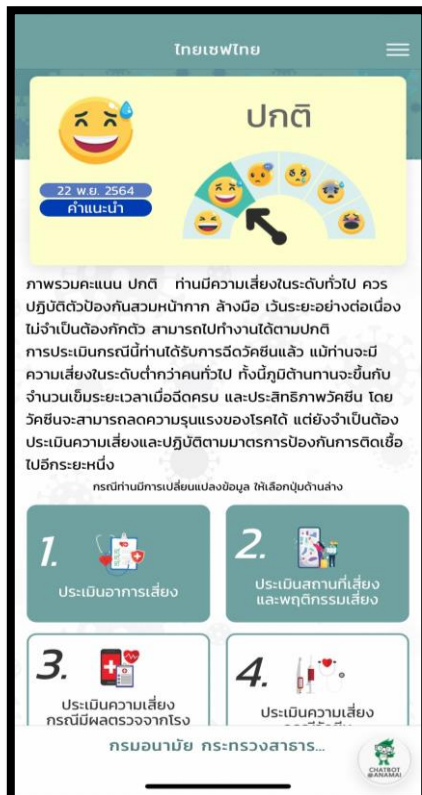 ไทยเซฟไทย
ปกติ
22 พ.ย. 2564
คำแนะนำ
ภาพรวมคะแนน ปกติ ท่านมีความเสี่ยงในระดับทั่วไป ควร
ปฏิบัติตัวป้องกันสวมหน้ากาก ล้างมือ เว้นระยะอย่างต่อเนื่อง
ไม่จำเป็นต้องกักตัว สามารถไปทำงานได้ตามปกติ
การประเมินกรณีนี้ท่านได้รับการฉีดวัคซีนแล้ว แม้ท่านจะมี
ความเสี่ยงในระดับต่ำกว่าคนทั่วไป ทั้งนี้ภูมิต้านทานจะขึ้นกับ
จำนวนเข็มระยะเวลาเมื่อฉีดครบ และประสิทธิภาพวัคซีน โดย
วัคซีนจะสามารถลดความรุนแรงของโรคได้ แต่ยังจำเป็นต้อง
ประเมินความเสี่ยงและปฏิบัติตามมาตรการป้องกันการติดเชื้อ
ไปอีกระยะหนึ่ง
กรณีท่านมีการเปลี่ยนแปลงข้อมูล ให้เลือกปุ่มด้านล่าง
1.
ประเมินอาการเสี่ยง
2.
ประเมินสถานที่เสี่ยง
และพฤติกรรมเสี่ยง
3.
ประเมินความเสี่ยง
กรณีมีผลตรวจจากโรง
4.
ประเมินความเสี่ยง
กรมอนามัย กระทรวงสาธาร...
CHATBOT
@ANAMAI